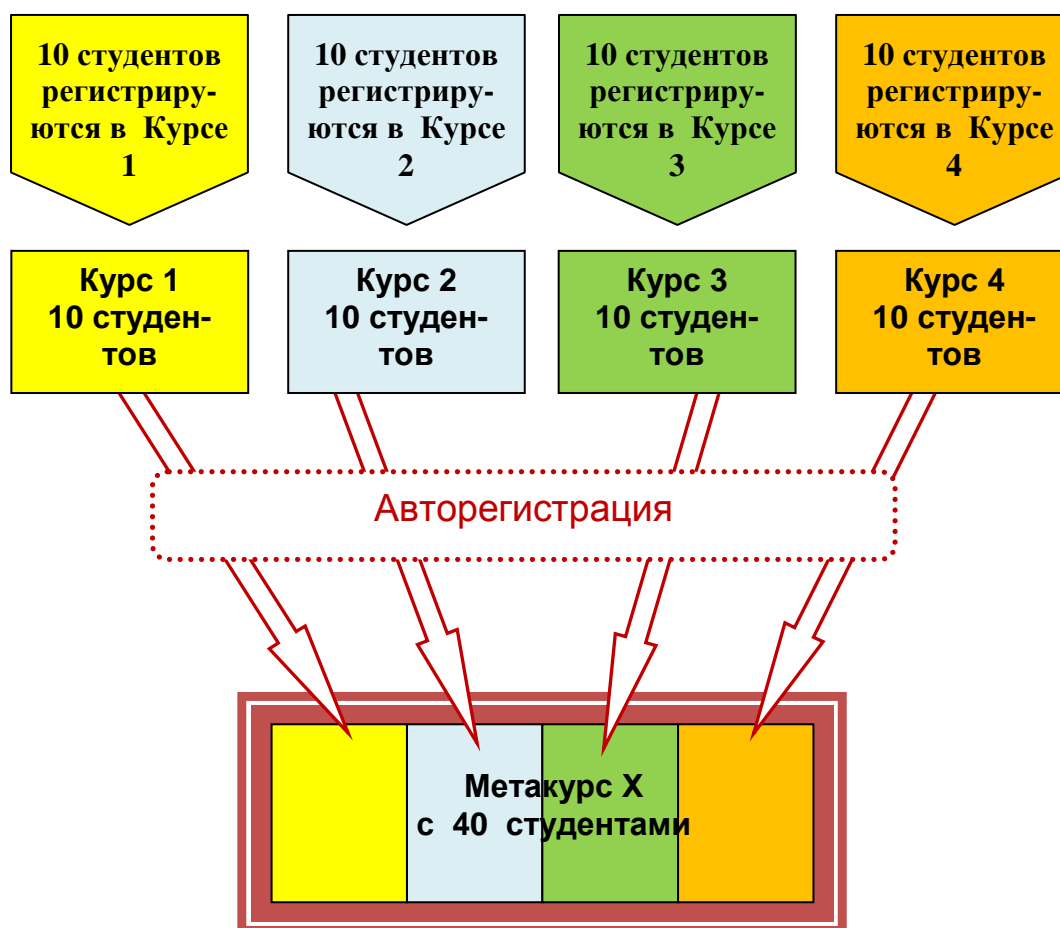 10 студентов
регистриру-
ются в Курсе
1
10 студентов
регистриру-
ются в Курсе
2
10 студентов
регистриру-
ются в Курсе
3
10 студентов
регистриру-
ются в Курсе
4
Курс 1
10 студен-
тов
Курс 2
10 студен-
тов
Курс 3
10 студен-
тов
Курс 4
10 студен-
тов
Авторегистрация
Метакурс X
с 40 студентами